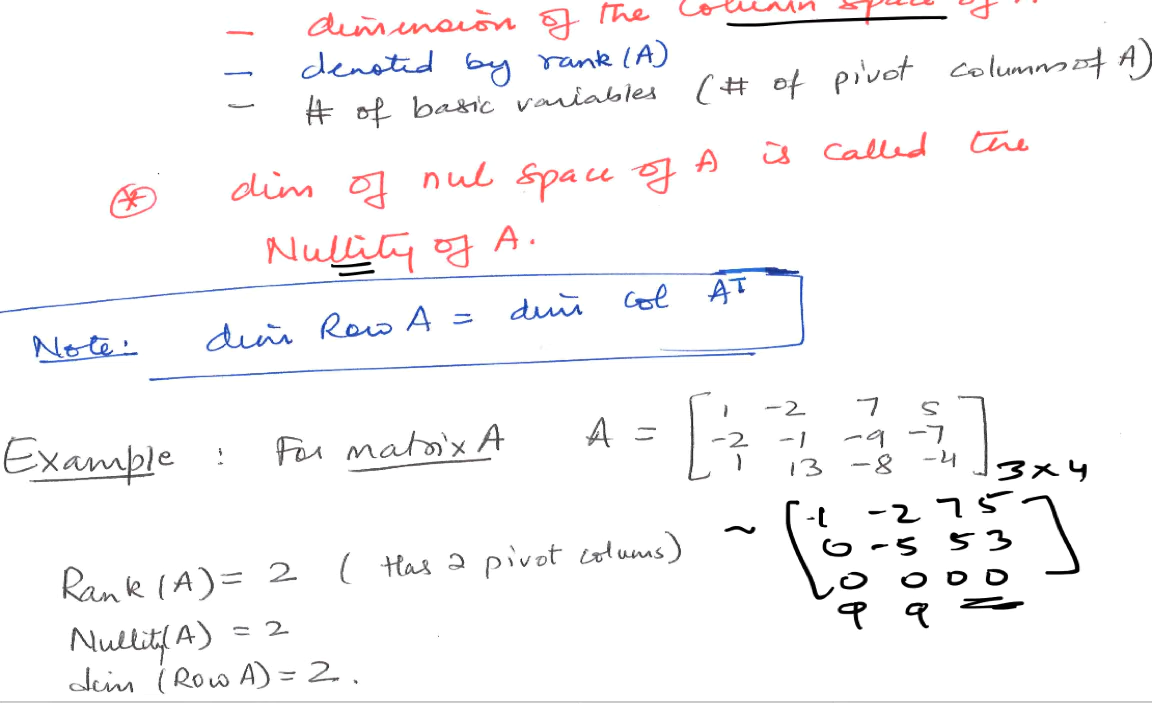 - dimension of the column space of
- denoted by rank(A)
- # of basic variables (# of pivot columns of A)
* dim of nul space of A is called the
Nullity of A.
Note: dim Row A = dim Col A^T
Example : For matrix A A = [ 1 -2 7 5
-2 -1 -9 -7
1 13 -8 -4 ] 3×4
~ [ -1 -2 7 5
0 -5 5 3
0 0 0 0 ]
Rank(A) = 2 ( Has 2 pivot colums)
Nullity(A) = 2
dim (Row A) = 2.